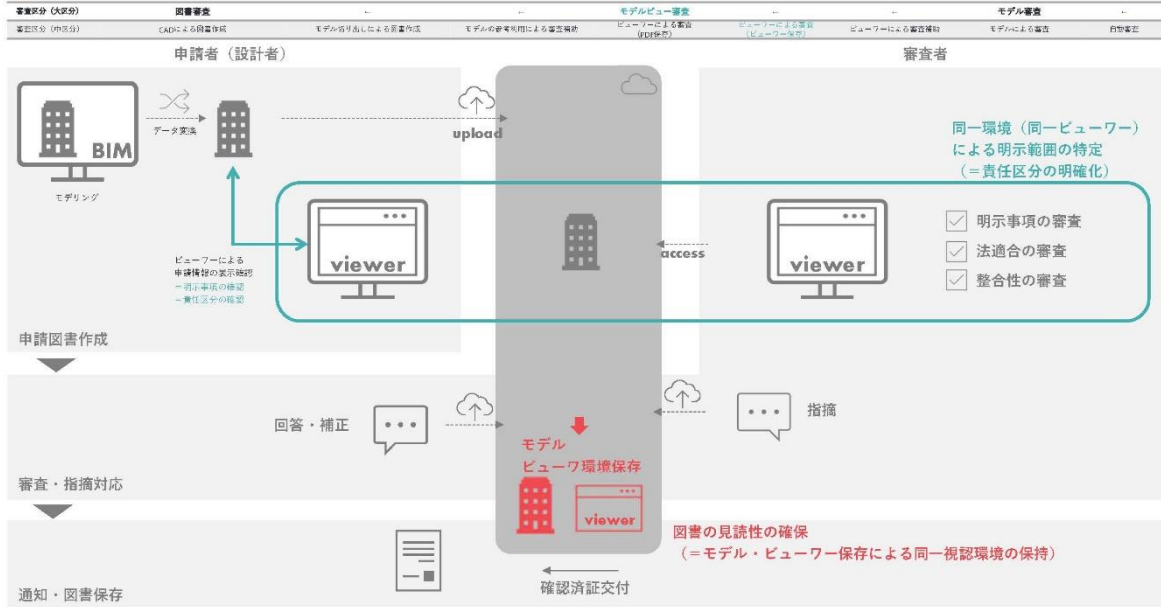 審査区分（大区分） 図書審査 ← ← モデルビュー審査 ← ← モデル審査 ←
審査区分（中区分） CADによる図書作成 モデル切り出しによる図書作成 モデルの参考利用による審査補助 ビューワーによる審査 ビューワーによる審査 ビューワーによる審査補助 モデルによる審査 自動審査
(PDF保存) (ビューワー保存)
申請者（設計者） 審査者
BIM
モデリング
データ変換
upload
同一環境（同一ビューワー）
による明示範囲の特定
（＝責任区分の明確化）
viewer
access
viewer
明示事項の審査
法適合の審査
整合性の審査
ビューワーによる
申請情報の表示確認
－明示事項の確認
－責任区分の確認
申請図書作成
回答・補正
指摘
モデル
ビューワ環境保存
viewer
審査・指摘対応
図書の見読性の確保
（＝モデル・ビューワー保存による同一視認環境の保持）
確認済証交付
通知・図書保存